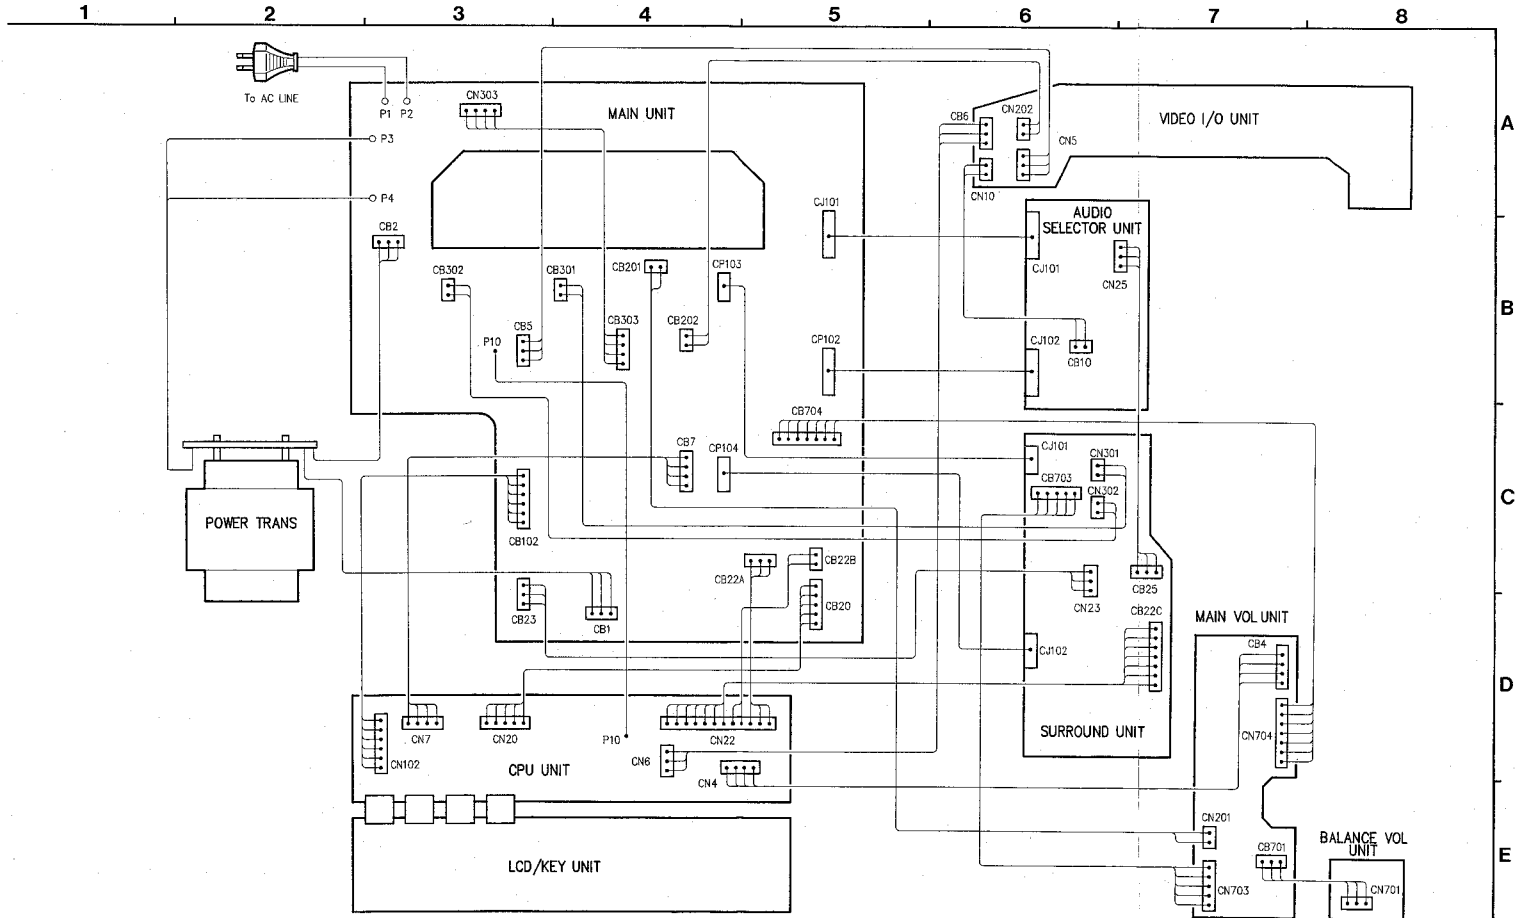 1 2 3 4 5 6 7 8
To AC LINE
P1 P2
CN303
MAIN UNIT
CB6
CN202
VIDEO I/O UNIT
A
P3
CN5
P4
CN10
CJ101
AUDIO
SELECTOR UNIT
CB2
CB302
CB301
CB201
CP103
CJ101
CN25
B
CB5
CB303
CB202
P10
CP102
CJ102
CB10
CB704
CB7
CP104
CJ101
CN301
CB703
CN302
C
POWER TRANS
CB102
CB22A
CB22B
CB20
CB23
CB1
CN23
CB25
CB22C
MAIN VOL UNIT
CB4
CJ102
D
CN7
CN20
P10
CN22
SURROUND UNIT
CN704
CN102
CPU UNIT
CN6
CN4
CN201
BALANCE VOL
UNIT
CB701
E
LCD/KEY UNIT
CN703
CN701